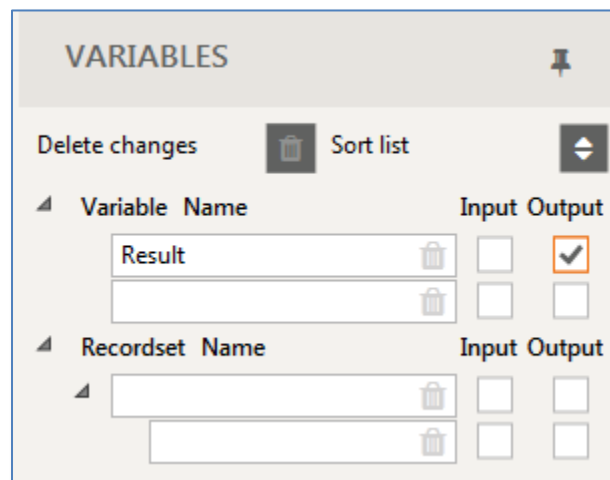 VARIABLES
Delete changes Sort list
Variable Name Input Output
Result
Recordset Name Input Output